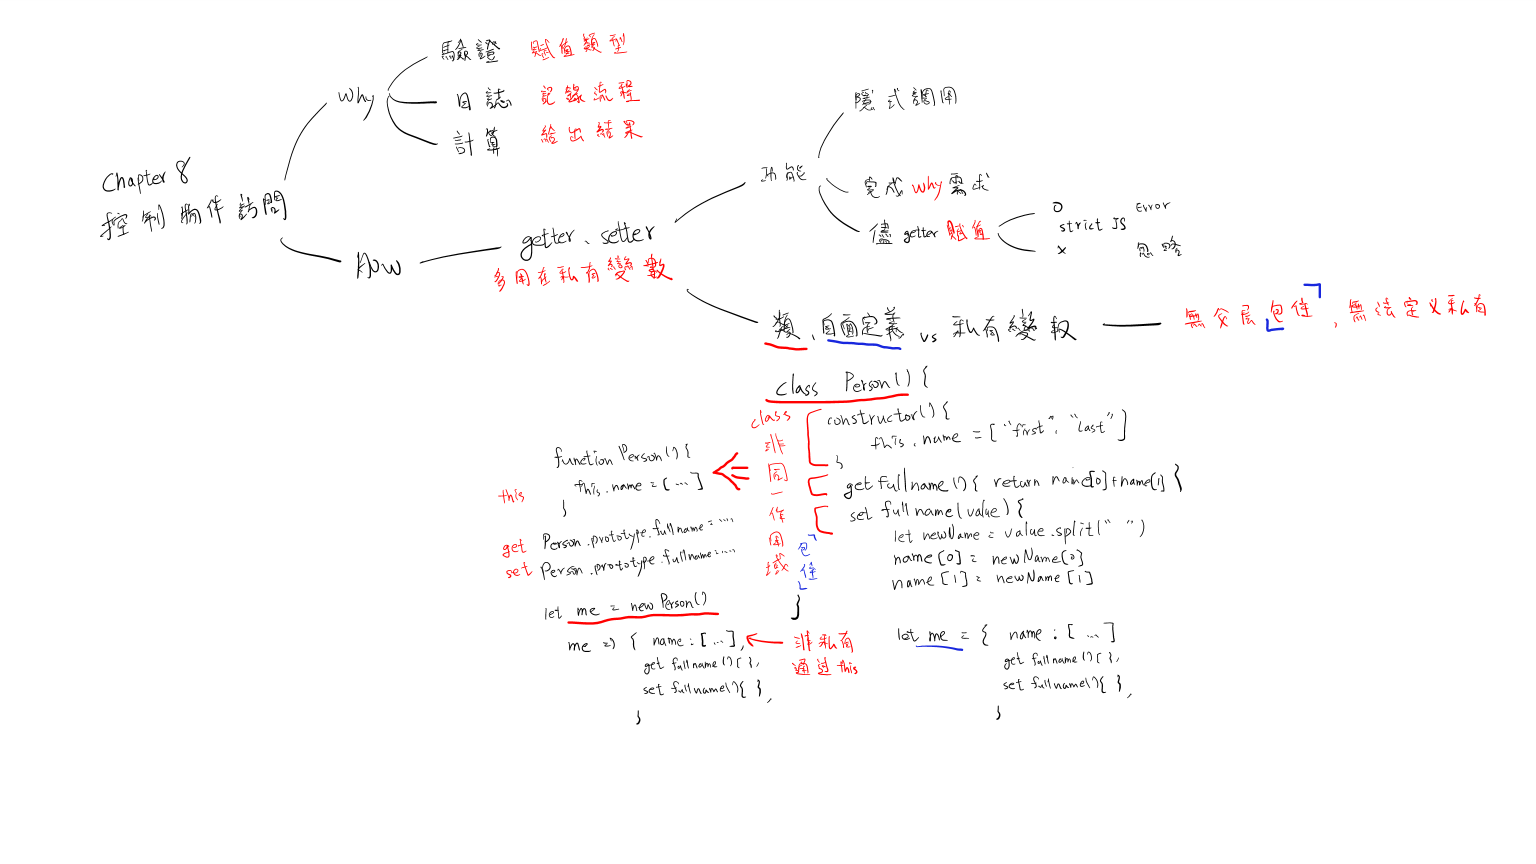 Chapter 8
控制物件訪問
Why
驗證 賦值類型
日誌 記錄流程
計算 給出結果
How
getter、setter
多用在私有變數
功能
隱式調用
完成 why 需求
儘 getter 賦值
O Error
strict JS
x 忽略
類、自面定義 vs 私有變數
無父层「包住」, 無法定义私有
class Person() {
constructor() {
this.name = ["first", "last"]
}
get fullname () { return name[0] + name[1] }
set fullname (value) {
let newName = value.split(" ")
name[0] = newName[0]
name[1] = newName[1]
}
class
非
同
一
作
用
域
「包住」
function Person() {
this this.name = [ ... ]
}
get Person.prototype.fullname = ....
set Person.prototype.fullname = ....
let me = new Person()
me => { name : [ ... ],
get fullname () { },
set fullname () { },
}
非私有
通过 this
let me = { name : [ ... ]
get fullname () { },
set fullname () { },
}